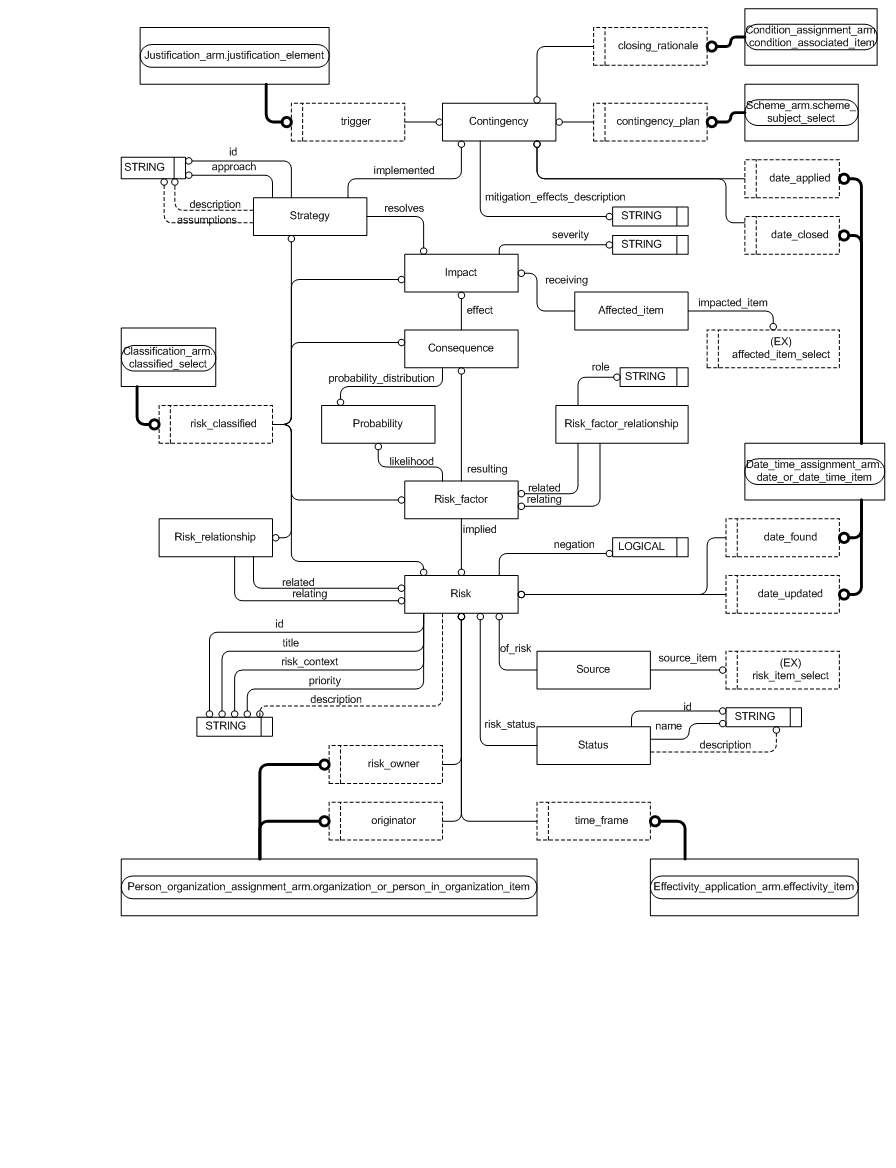 Condition_assignment_arm.
condition_associated_item
closing_rationale
Justification_arm.justification_element
Scheme_arm.scheme_
subject_select
trigger
Contingency
contingency_plan
id
STRING
approach
implemented
date_applied
description
assumptions
Strategy
resolves
mitigation_effects_description
STRING
severity
STRING
date_closed
Impact
receiving
effect
Affected_item
impacted_item
(EX)
affected_item_select
Classification_arm.
classified_select
Consequence
probability_distribution
role
STRING
risk_classified
Probability
Risk_factor_relationship
likelihood
resulting
Date_time_assignment_arm.
date_or_date_time_item
Risk_factor
related
relating
implied
Risk_relationship
negation
LOGICAL
date_found
related
relating
Risk
date_updated
id
title
risk_context
priority
description
STRING
of_risk
Source
source_item
(EX)
risk_item_select
risk_status
id
name
STRING
Status
description
risk_owner
originator
time_frame
Person_organization_assignment_arm.organization_or_person_in_organization_item
Effectivity_application_arm.effectivity_item